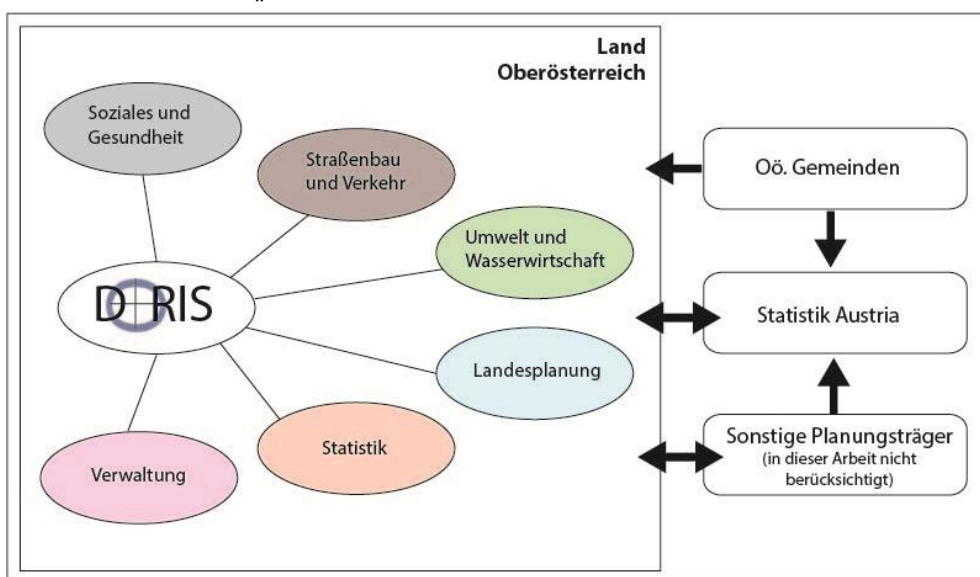 „
Land
Oberösterreich
Soziales und
Gesundheit
Straßenbau
und Verkehr
Umwelt und
Wasserwirtschaft
DORIS
Landesplanung
Statistik
Verwaltung
Oö. Gemeinden
Statistik Austria
Sonstige Planungsträger
(in dieser Arbeit nicht
berücksichtigt)